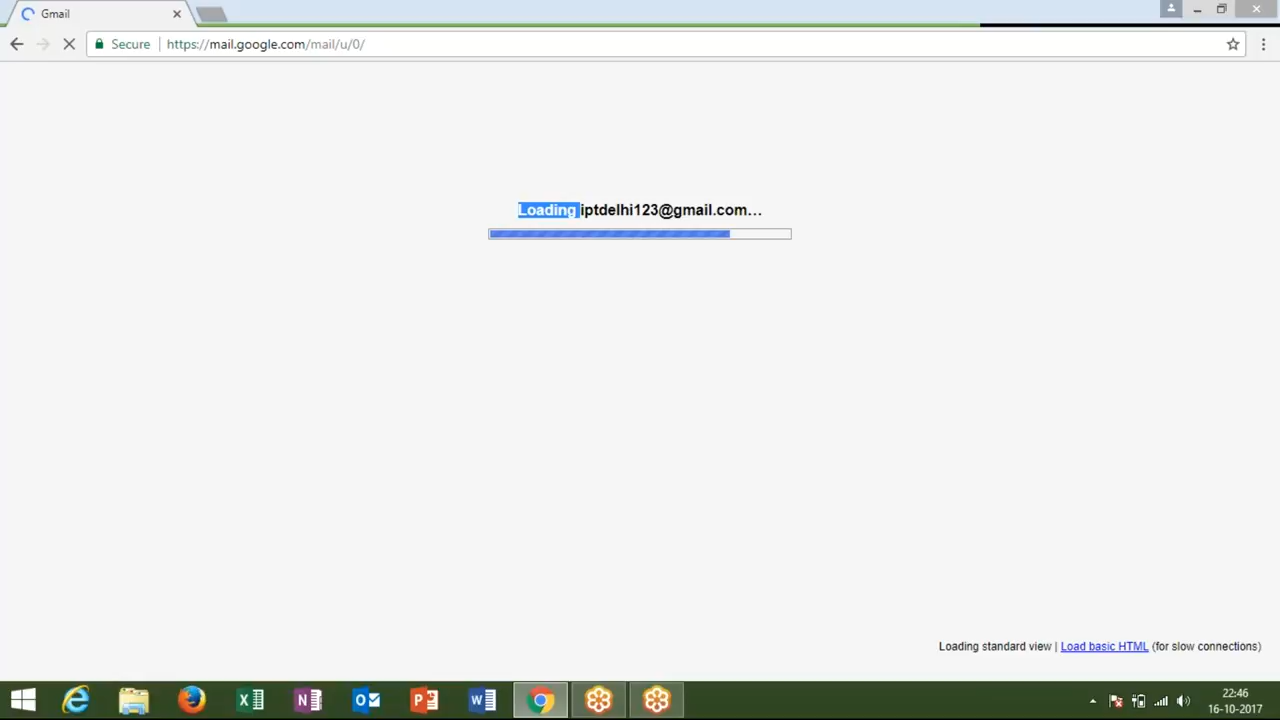 Gmail
Secure
https://mail.google.com/mail/u/0/
Loading iptdelhi123@gmail.com...
Loading standard view | Load basic HTML (for slow connections)
22:46
16-10-2017